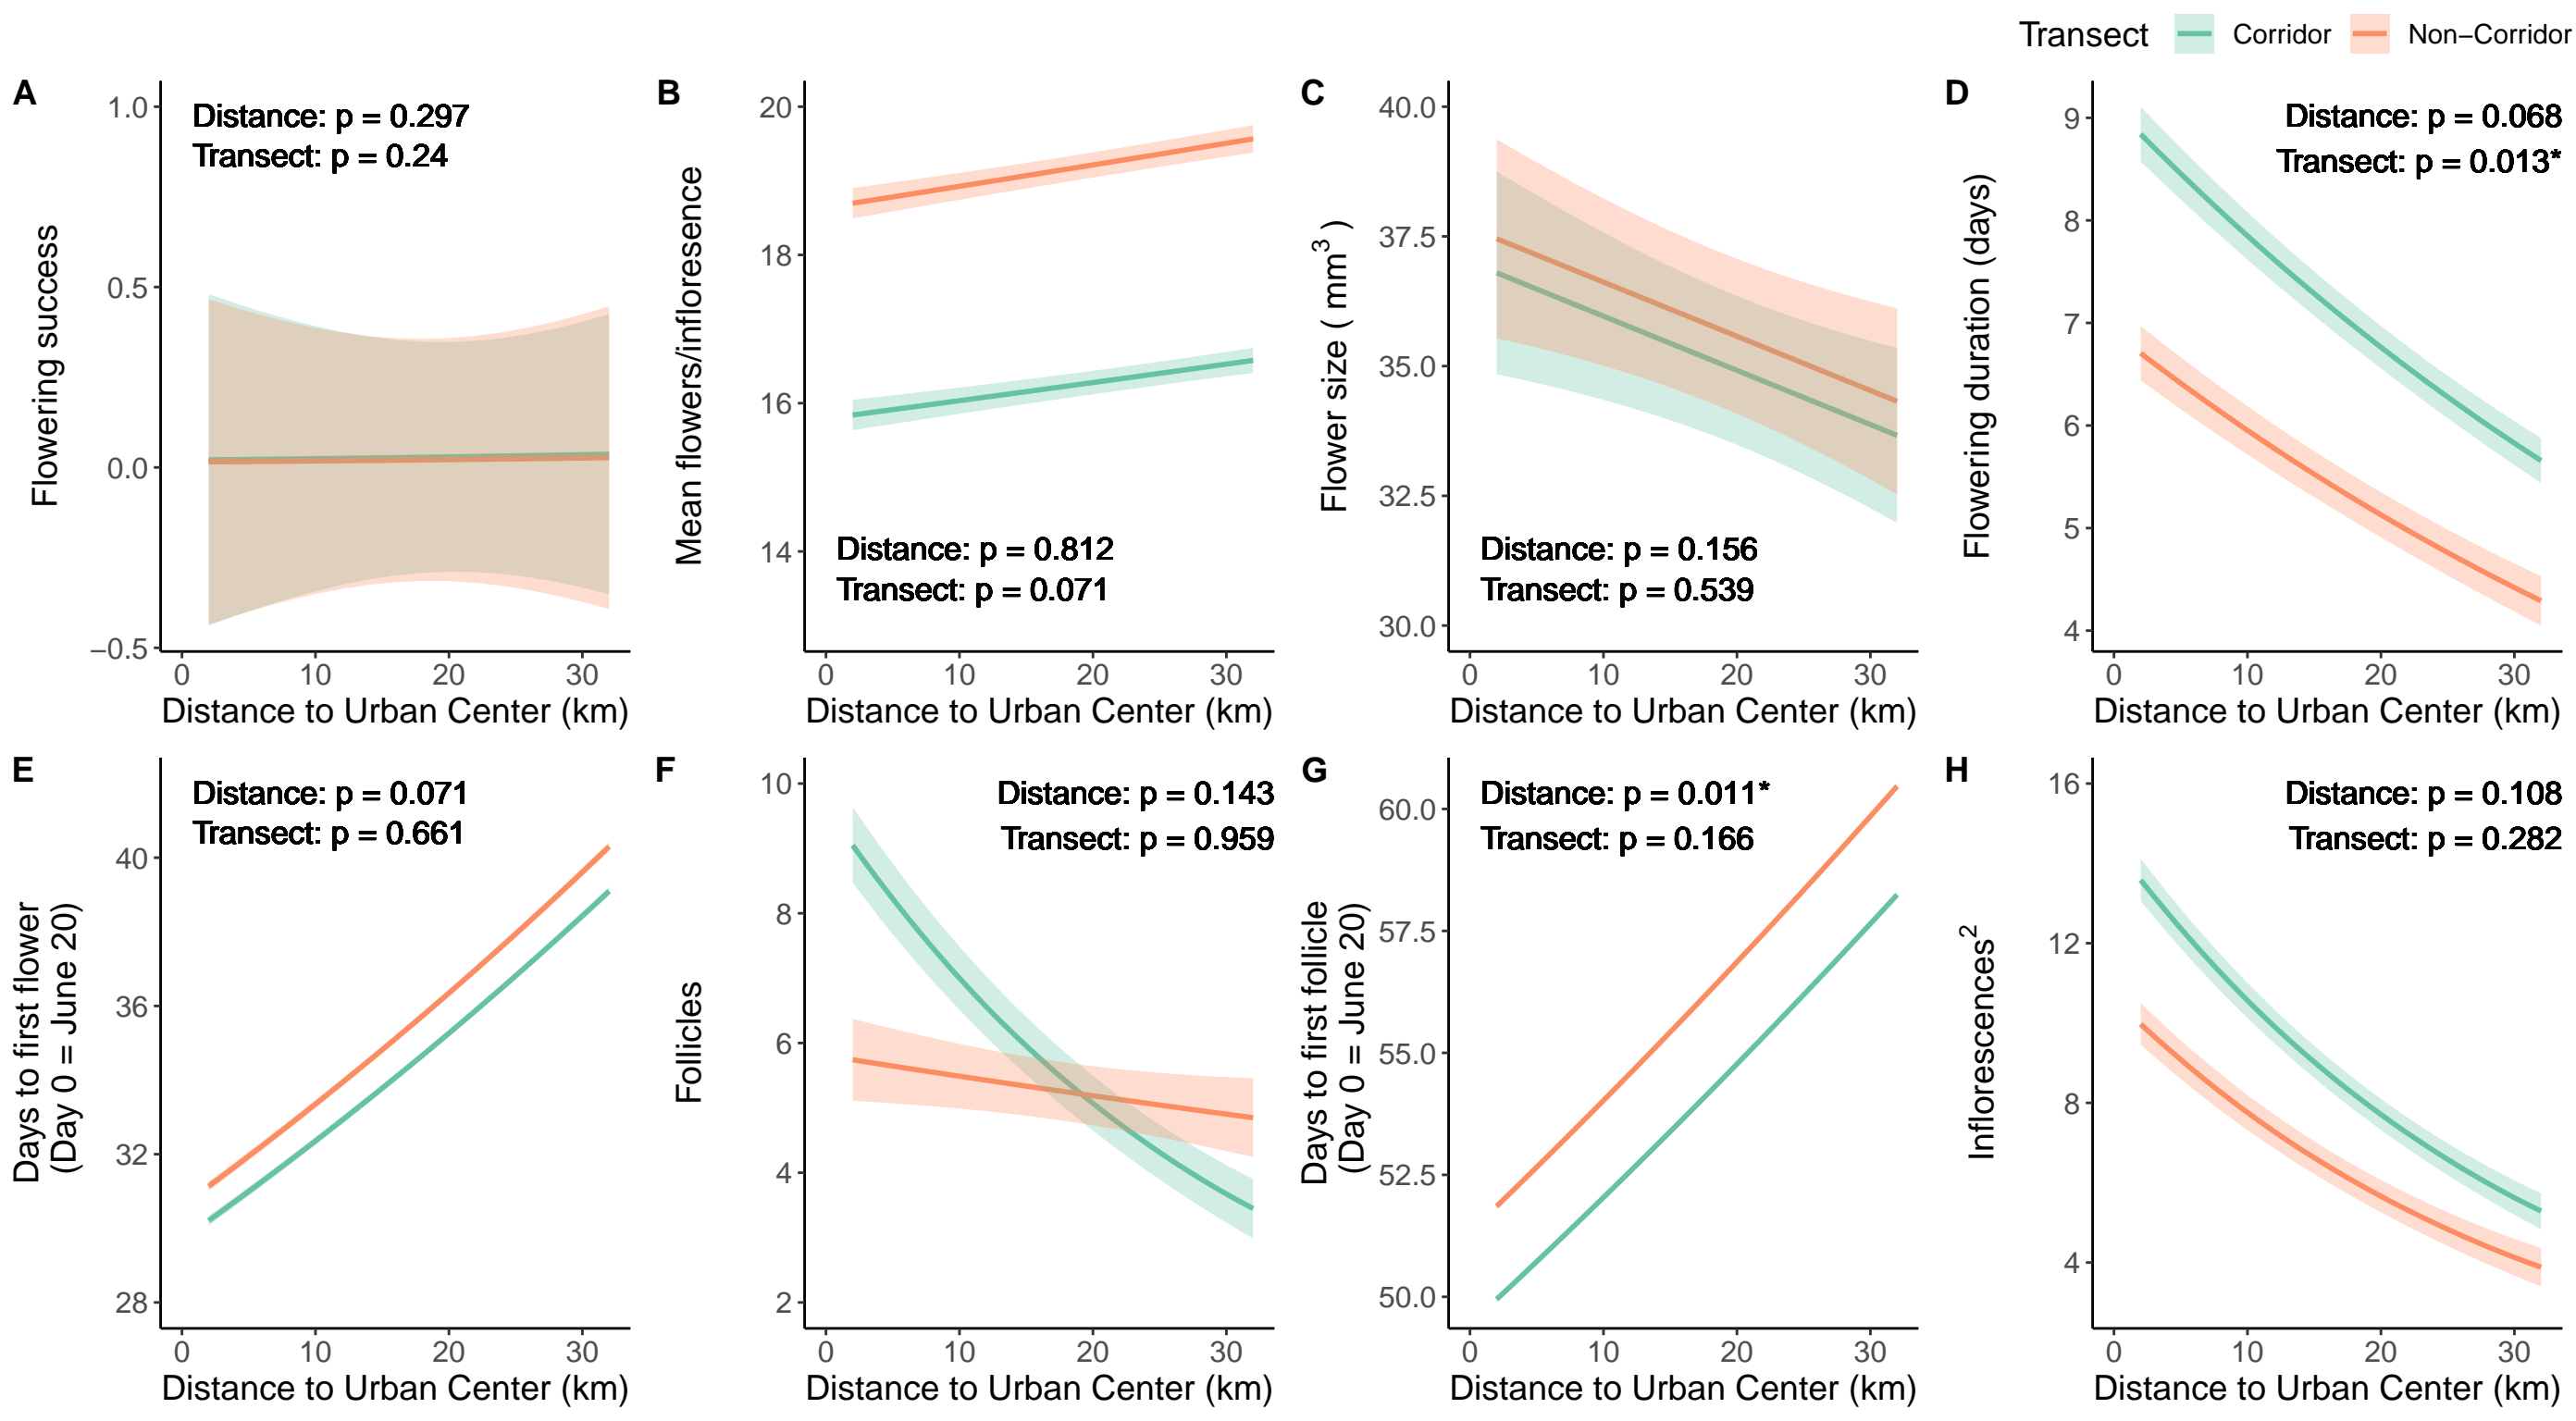 Transect Corridor Non−Corridor
A
Distance: p = 0.297
Transect: p = 0.24
Flowering success
1.0
0.5
0.0
−0.5
0 10 20 30
Distance to Urban Center (km)
B
Mean flowers/infloresence
20
18
16
14
Distance: p = 0.812
Transect: p = 0.071
0 10 20 30
Distance to Urban Center (km)
C
Flower size ( mm³ )
40.0
37.5
35.0
32.5
30.0
Distance: p = 0.156
Transect: p = 0.539
0 10 20 30
Distance to Urban Center (km)
D
Distance: p = 0.068
Transect: p = 0.013*
Flowering duration (days)
9
8
7
6
5
4
0 10 20 30
Distance to Urban Center (km)
E
Distance: p = 0.071
Transect: p = 0.661
Days to first flower
(Day 0 = June 20)
40
36
32
28
0 10 20 30
Distance to Urban Center (km)
F
Distance: p = 0.143
Transect: p = 0.959
Follicles
10
8
6
4
2
0 10 20 30
Distance to Urban Center (km)
G
Distance: p = 0.011*
Transect: p = 0.166
Days to first follicle
(Day 0 = June 20)
60.0
57.5
55.0
52.5
50.0
0 10 20 30
Distance to Urban Center (km)
H
Distance: p = 0.108
Transect: p = 0.282
Inflorescences²
16
12
8
4
0 10 20 30
Distance to Urban Center (km)